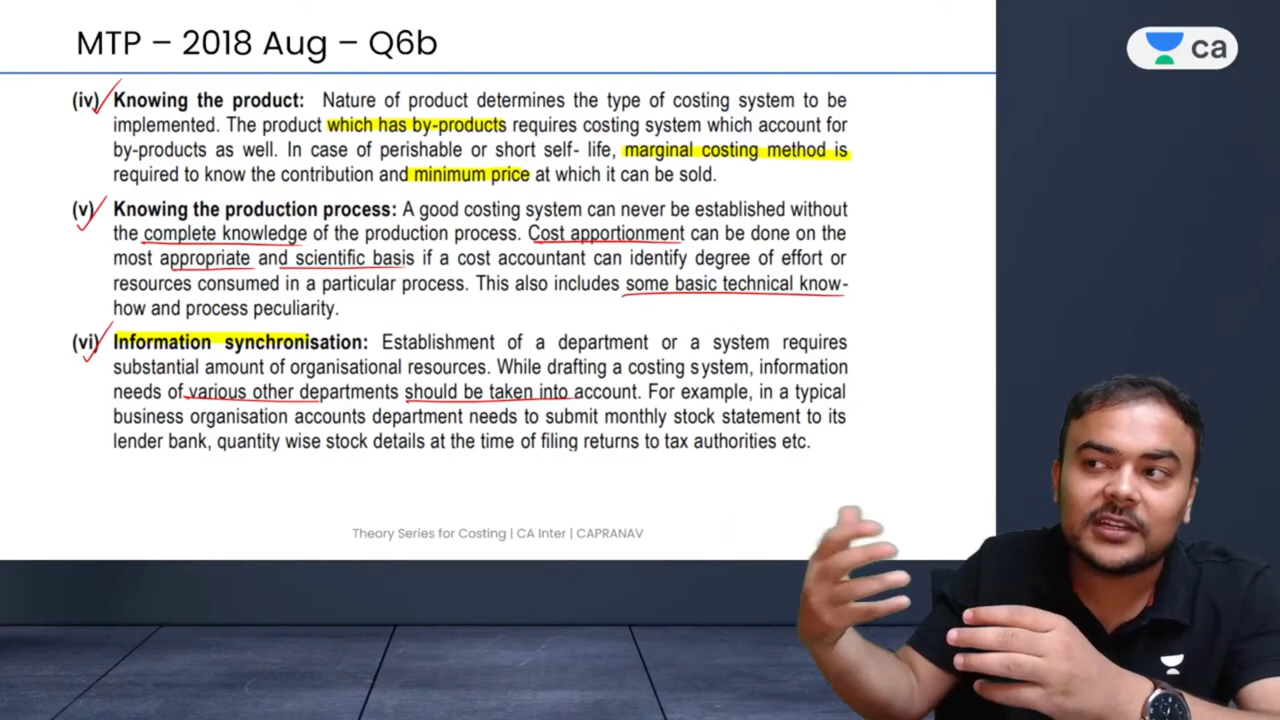 MTP – 2018 Aug – Q6b
ca
(iv) Knowing the product: Nature of product determines the type of costing system to be
implemented. The product which has by-products requires costing system which account for
by-products as well. In case of perishable or short self- life, marginal costing method is
required to know the contribution and minimum price at which it can be sold.
(v) Knowing the production process: A good costing system can never be established without
the complete knowledge of the production process. Cost apportionment can be done on the
most appropriate and scientific basis if a cost accountant can identify degree of effort or
resources consumed in a particular process. This also includes some basic technical know-
how and process peculiarity.
(vi) Information synchronisation: Establishment of a department or a system requires
substantial amount of organisational resources. While drafting a costing system, information
needs of various other departments should be taken into account. For example, in a typical
business organisation accounts department needs to submit monthly stock statement to its
lender bank, quantity wise stock details at the time of filing returns to tax authorities etc.
Theory Series for Costing | CA Inter | CAPRANAV